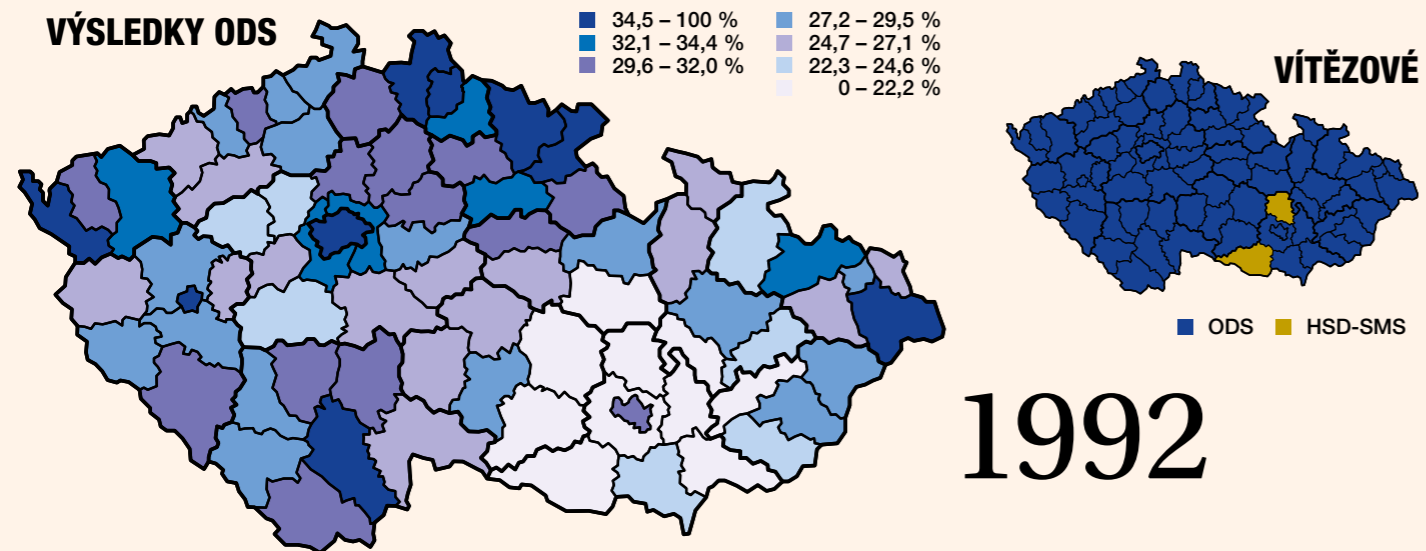 VÝSLEDKY ODS
34,5 – 100 %
32,1 – 34,4 %
29,6 – 32,0 %
27,2 – 29,5 %
24,7 – 27,1 %
22,3 – 24,6 %
0 – 22,2 %
VÍTĚZOVÉ
ODS HSD-SMS
1992